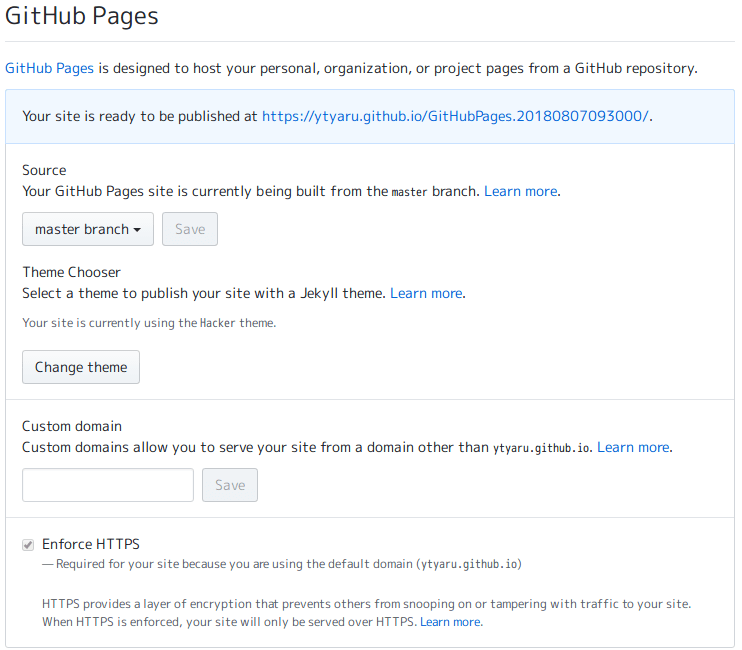 GitHub Pages
GitHub Pages is designed to host your personal, organization, or project pages from a GitHub repository.
Your site is ready to be published at https://ytyaru.github.io/GitHubPages.20180807093000/.
Source
Your GitHub Pages site is currently being built from the master branch. Learn more.
master branch Save
Theme Chooser
Select a theme to publish your site with a Jekyll theme. Learn more.
Your site is currently using the Hacker theme.
Change theme
Custom domain
Custom domains allow you to serve your site from a domain other than ytyaru.github.io. Learn more.
Save
Enforce HTTPS
— Required for your site because you are using the default domain (ytyaru.github.io)
HTTPS provides a layer of encryption that prevents others from snooping on or tampering with traffic to your site.
When HTTPS is enforced, your site will only be served over HTTPS. Learn more.